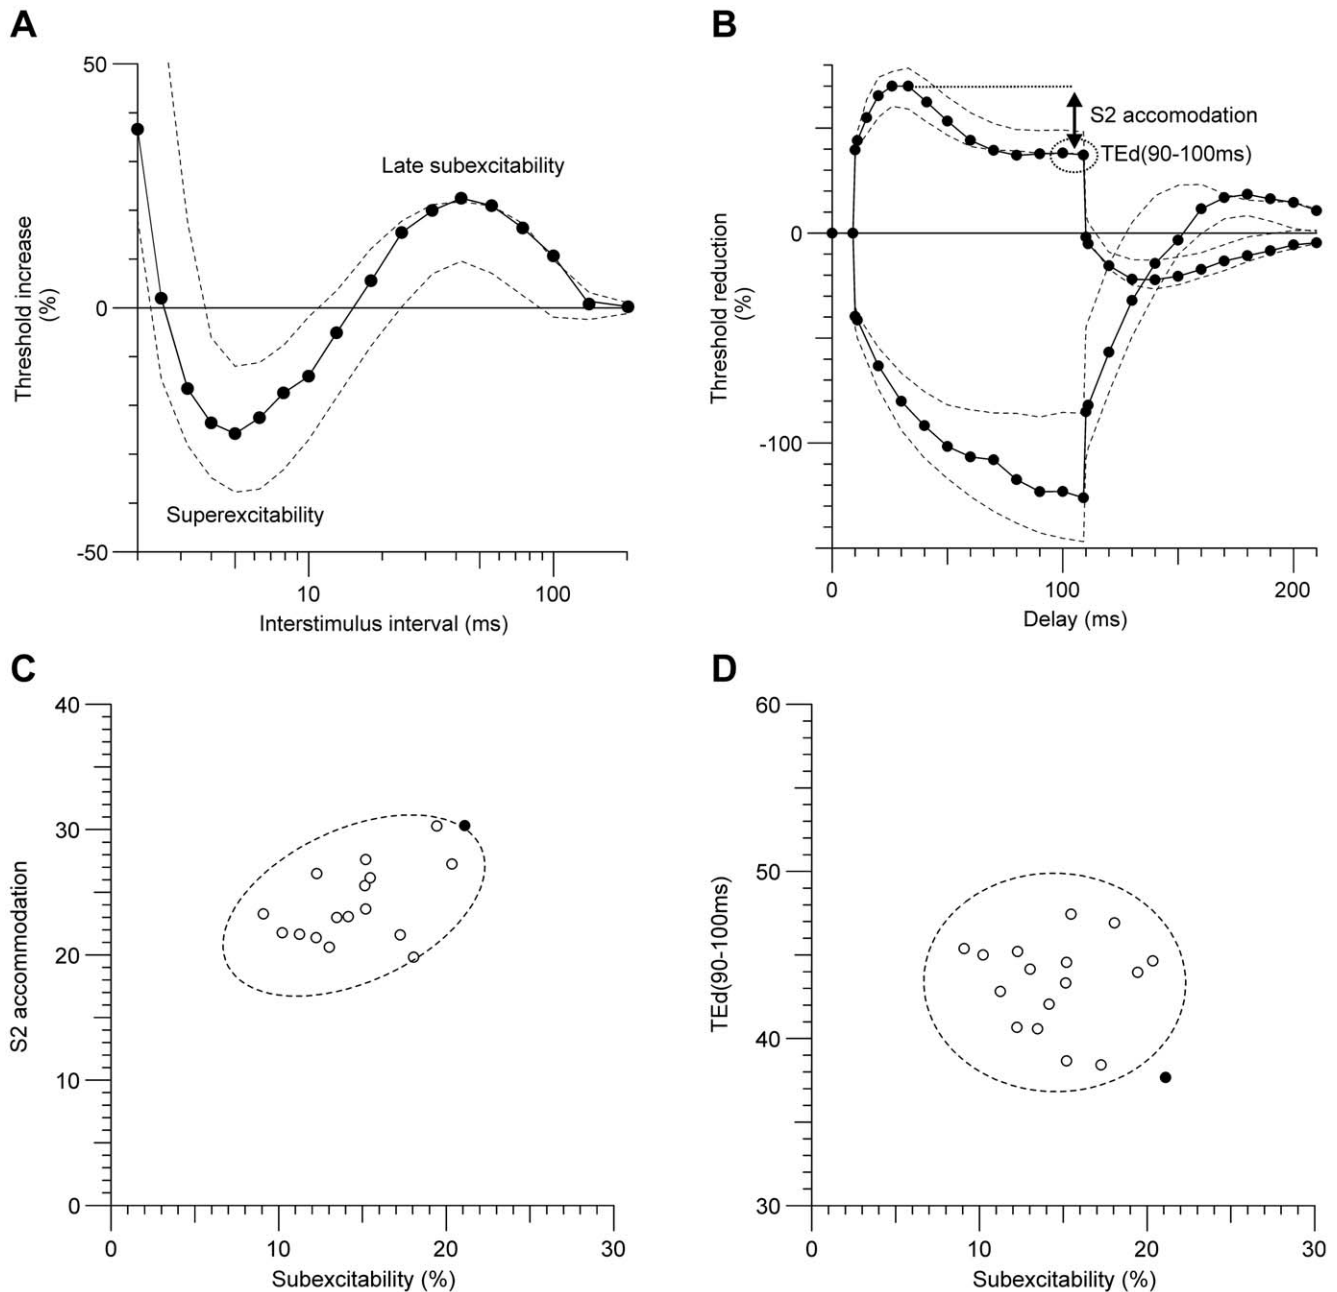 A
50
Late subexcitability
Threshold increase
(%)
0
Superexcitability
-50
10
100
Interstimulus interval (ms)
B
S2 accomodation
TEd(90-100ms)
0
Threshold reduction
(%)
-100
0
100
200
Delay (ms)
C
40
30
S2 accommodation
20
10
0
0
10
20
30
Subexcitability (%)
D
60
50
TEd(90-100ms)
40
30
0
10
20
30
Subexcitability (%)